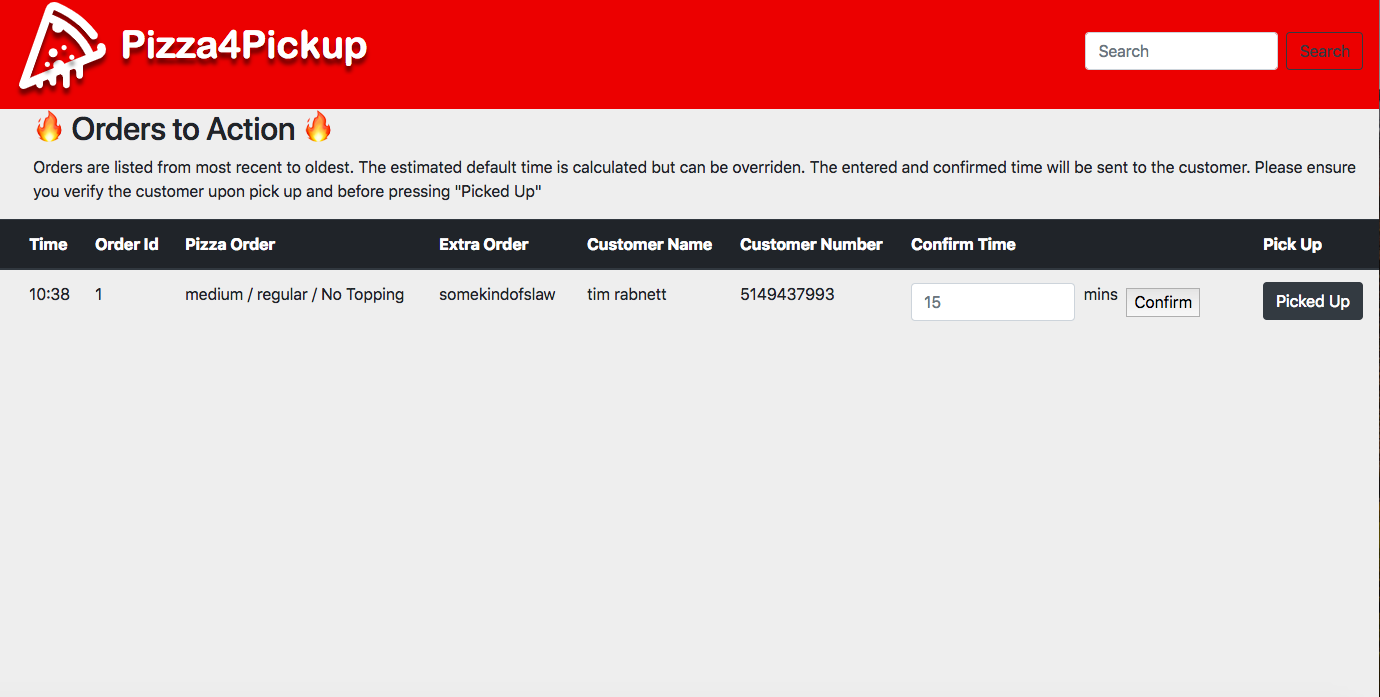 Pizza4Pickup
Search Search
🔥 Orders to Action 🔥
Orders are listed from most recent to oldest. The estimated default time is calculated but can be overriden. The entered and confirmed time will be sent to the customer. Please ensure
you verify the customer upon pick up and before pressing "Picked Up"
Time Order Id Pizza Order Extra Order Customer Name Customer Number Confirm Time Pick Up
10:38 1 medium / regular / No Topping somekindofslaw tim rabnett 5149437993 15 mins Confirm Picked Up